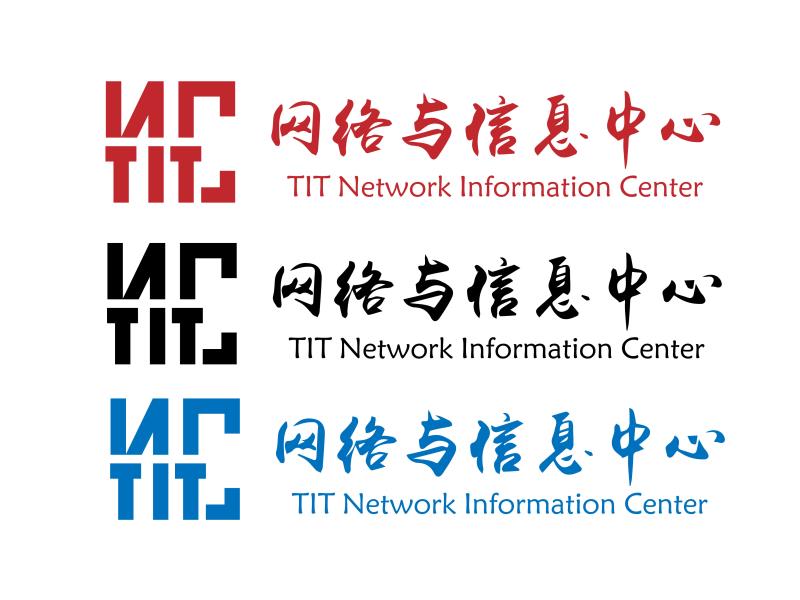 NC
TIT
网络与信息中心
TIT Network Information Center
NC
TIT
网络与信息中心
TIT Network Information Center
NC
TIT
网络与信息中心
TIT Network Information Center